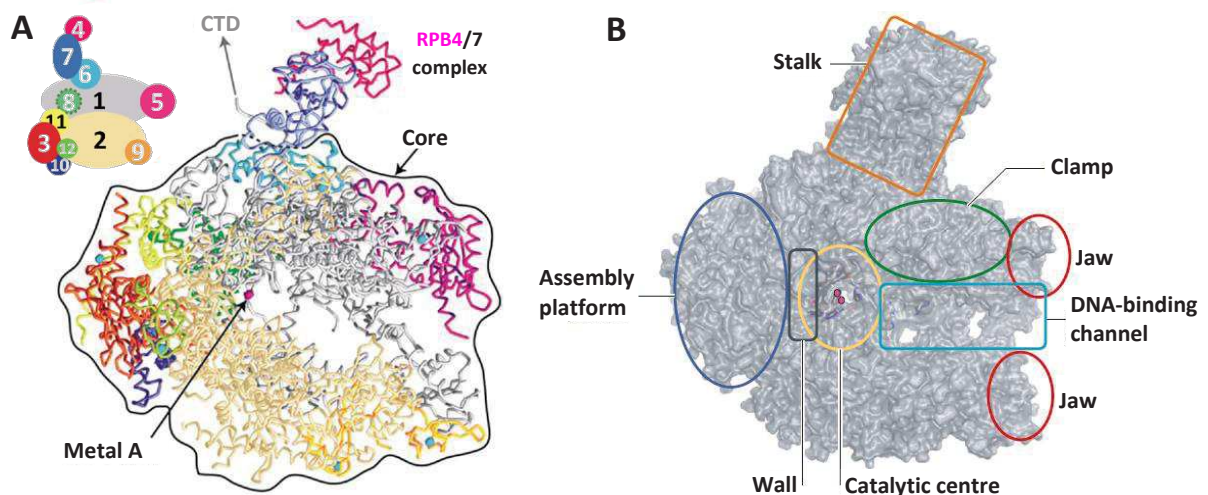 A
4
7
6
8
1
5
11
3
12
2
9
10
CTD
RPB4/7
complex
Core
Metal A
B
Stalk
Clamp
Jaw
Assembly
platform
DNA-binding
channel
Jaw
Wall
Catalytic centre